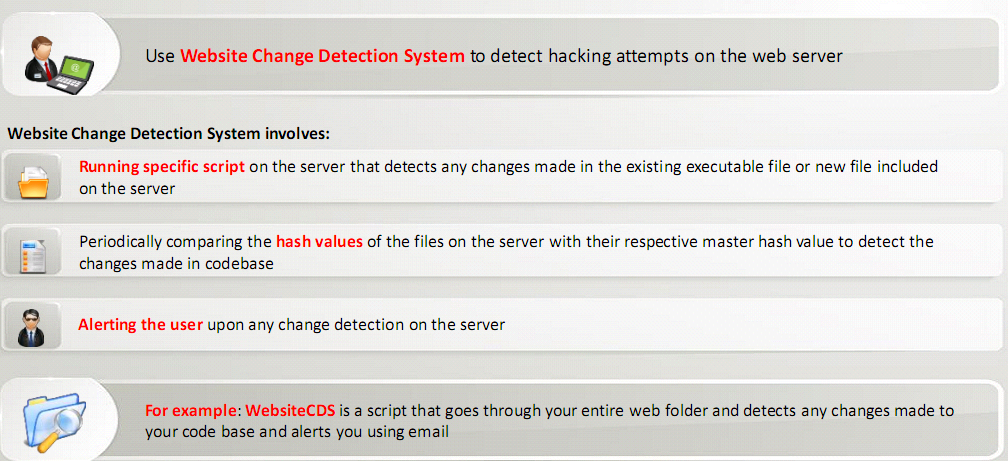 Use Website Change Detection System to detect hacking attempts on the web server
Website Change Detection System involves:
Running specific script on the server that detects any changes made in the existing executable file or new file included
on the server
Periodically comparing the hash values of the files on the server with their respective master hash value to detect the
changes made in codebase
Alerting the user upon any change detection on the server
For example: WebsiteCDS is a script that goes through your entire web folder and detects any changes made to
your code base and alerts you using email